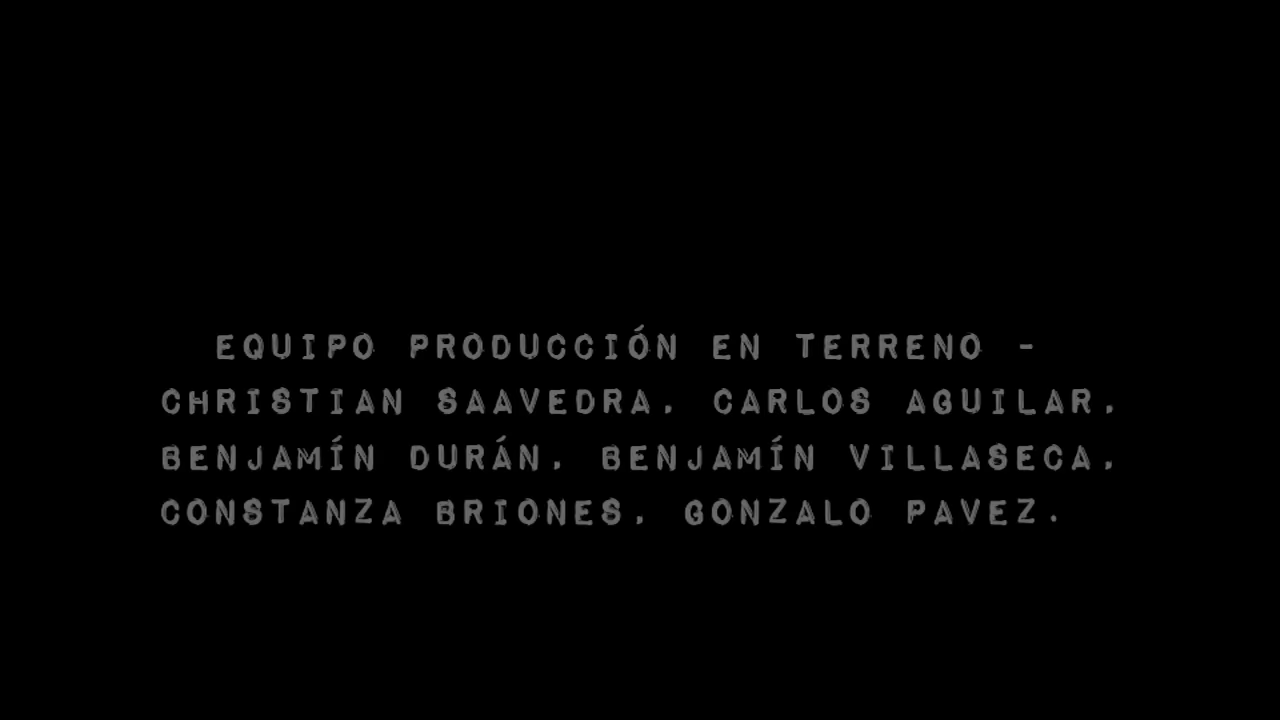 EQUIPO PRODUCCIÓN EN TERRENO -
CHRISTIAN SAAVEDRA, CARLOS AGUILAR,
BENJAMÍN DURÁN, BENJAMÍN VILLASECA,
CONSTANZA BRIONES, GONZALO PAVEZ.